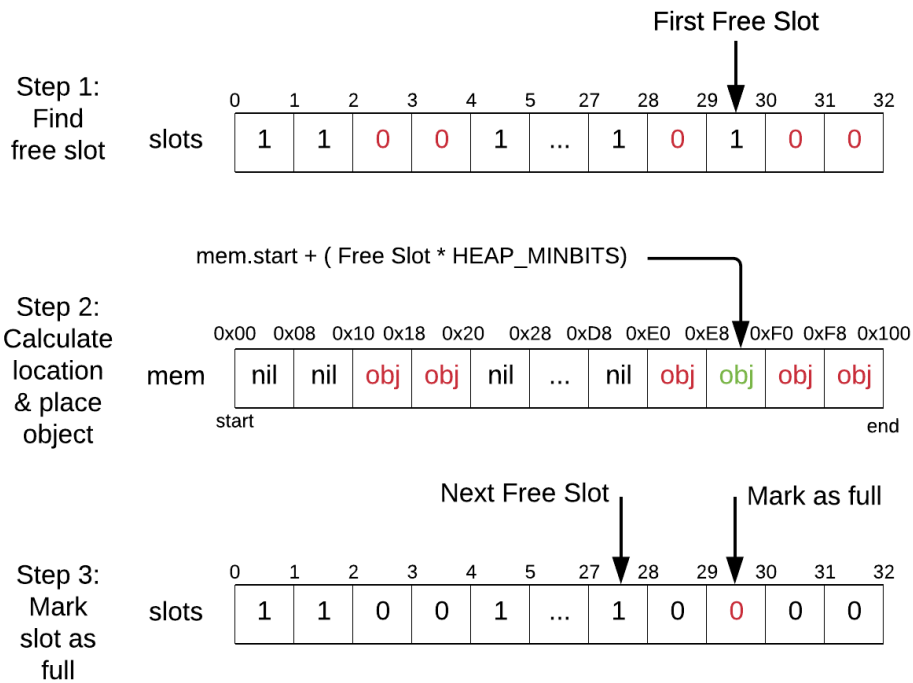 First Free Slot
Step 1:
Find
free slot
0 1 2 3 4 5 27 28 29 30 31 32
slots 1 1 0 0 1 ... 1 0 1 0 0
mem.start + ( Free Slot * HEAP_MINBITS)
Step 2:
Calculate
location
& place
object
0x00 0x08 0x10 0x18 0x20 0x28 0xD8 0xE0 0xE8 0xF0 0xF8 0x100
mem nil nil obj obj nil ... nil obj obj obj obj
start end
Next Free Slot Mark as full
Step 3:
Mark
slot as
full
0 1 2 3 4 5 27 28 29 30 31 32
slots 1 1 0 0 1 ... 1 0 0 0 0